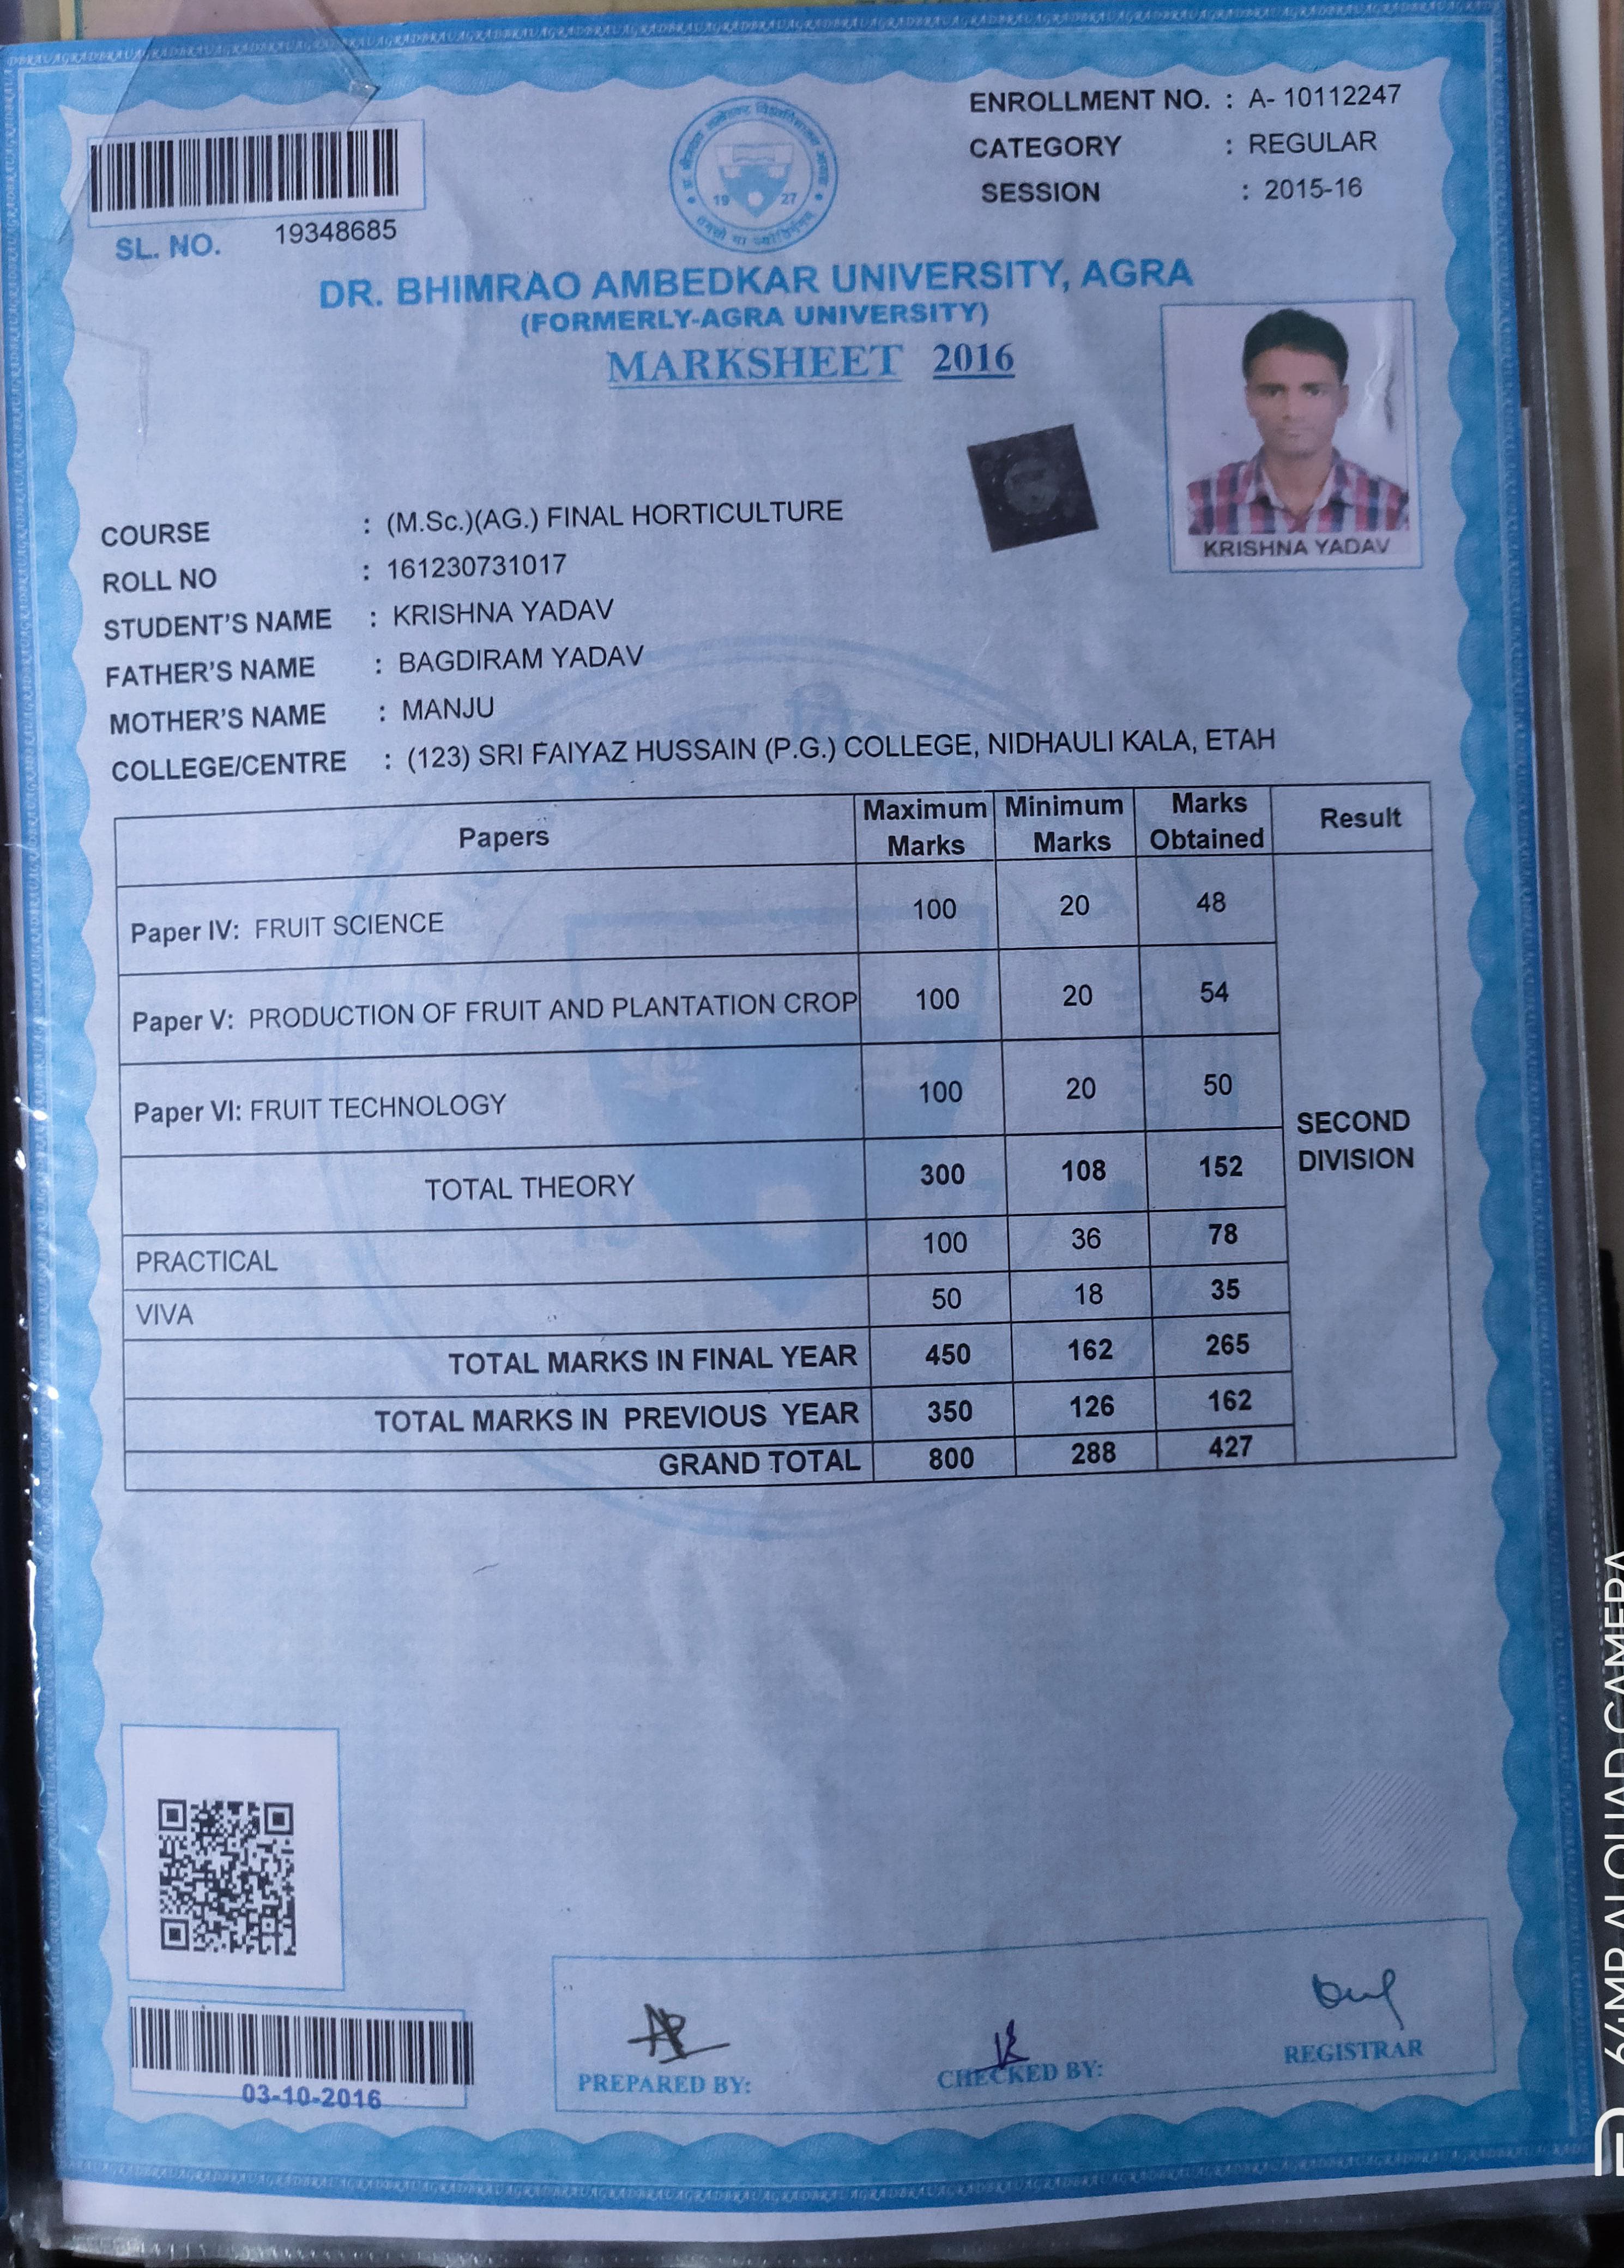 ENROLLMENT NO. : A- 10112247
CATEGORY : REGULAR
SESSION : 2015-16
SL. NO. 19348685
19 27
DR. BHIMRAO AMBEDKAR UNIVERSITY, AGRA
(FORMERLY-AGRA UNIVERSITY)
MARKSHEET 2016
KRISHNA YADAV
COURSE : (M.Sc.)(AG.) FINAL HORTICULTURE
ROLL NO : 161230731017
STUDENT'S NAME : KRISHNA YADAV
FATHER'S NAME : BAGDIRAM YADAV
MOTHER'S NAME : MANJU
COLLEGE/CENTRE : (123) SRI FAIYAZ HUSSAIN (P.G.) COLLEGE, NIDHAULI KALA, ETAH
Papers Maximum Marks Minimum Marks Marks Obtained Result
Paper IV: FRUIT SCIENCE 100 20 48
Paper V: PRODUCTION OF FRUIT AND PLANTATION CROP 100 20 54
Paper VI: FRUIT TECHNOLOGY 100 20 50
SECOND DIVISION
TOTAL THEORY 300 108 152
PRACTICAL 100 36 78
VIVA 50 18 35
TOTAL MARKS IN FINAL YEAR 450 162 265
TOTAL MARKS IN PREVIOUS YEAR 350 126 162
GRAND TOTAL 800 288 427
03-10-2016
PREPARED BY:
CHECKED BY:
REGISTRAR
64MP AI QUAD CAMERA